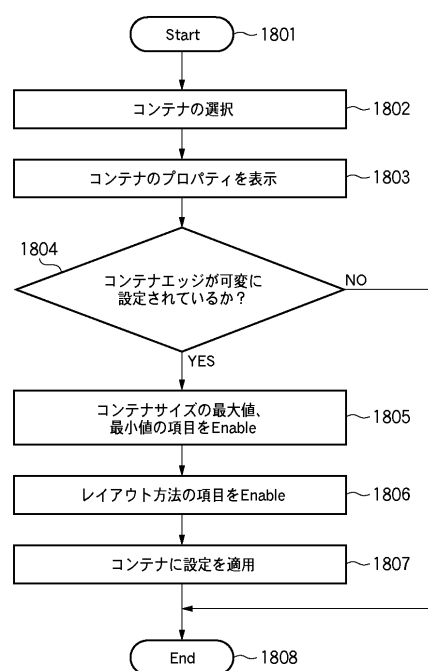 Start
1801
コンテナの選択
1802
コンテナのプロパティを表示
1803
1804
コンテナエッジが可変に
設定されているか？
NO
YES
コンテナサイズの最大値、
最小値の項目をEnable
1805
レイアウト方法の項目をEnable
1806
コンテナに設定を適用
1807
End
1808